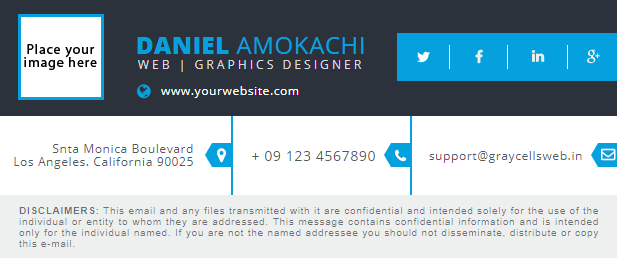 Place your
image here
DANIEL AMOKACHI
WEB | GRAPHICS DESIGNER
www.yourwebsite.com
Snta Monica Boulevard
Los Angeles. California 90025
+ 09 123 4567890
support@graycellsweb.in
DISCLAIMERS: This email and any files transmitted with it are confidential and intended solely for the use of the
individual or entity to whom they are addressed. This message contains confidential information and is intended
only for the individual named. If you are not the named addressee you should not disseminate, distribute or copy
this e-mail.